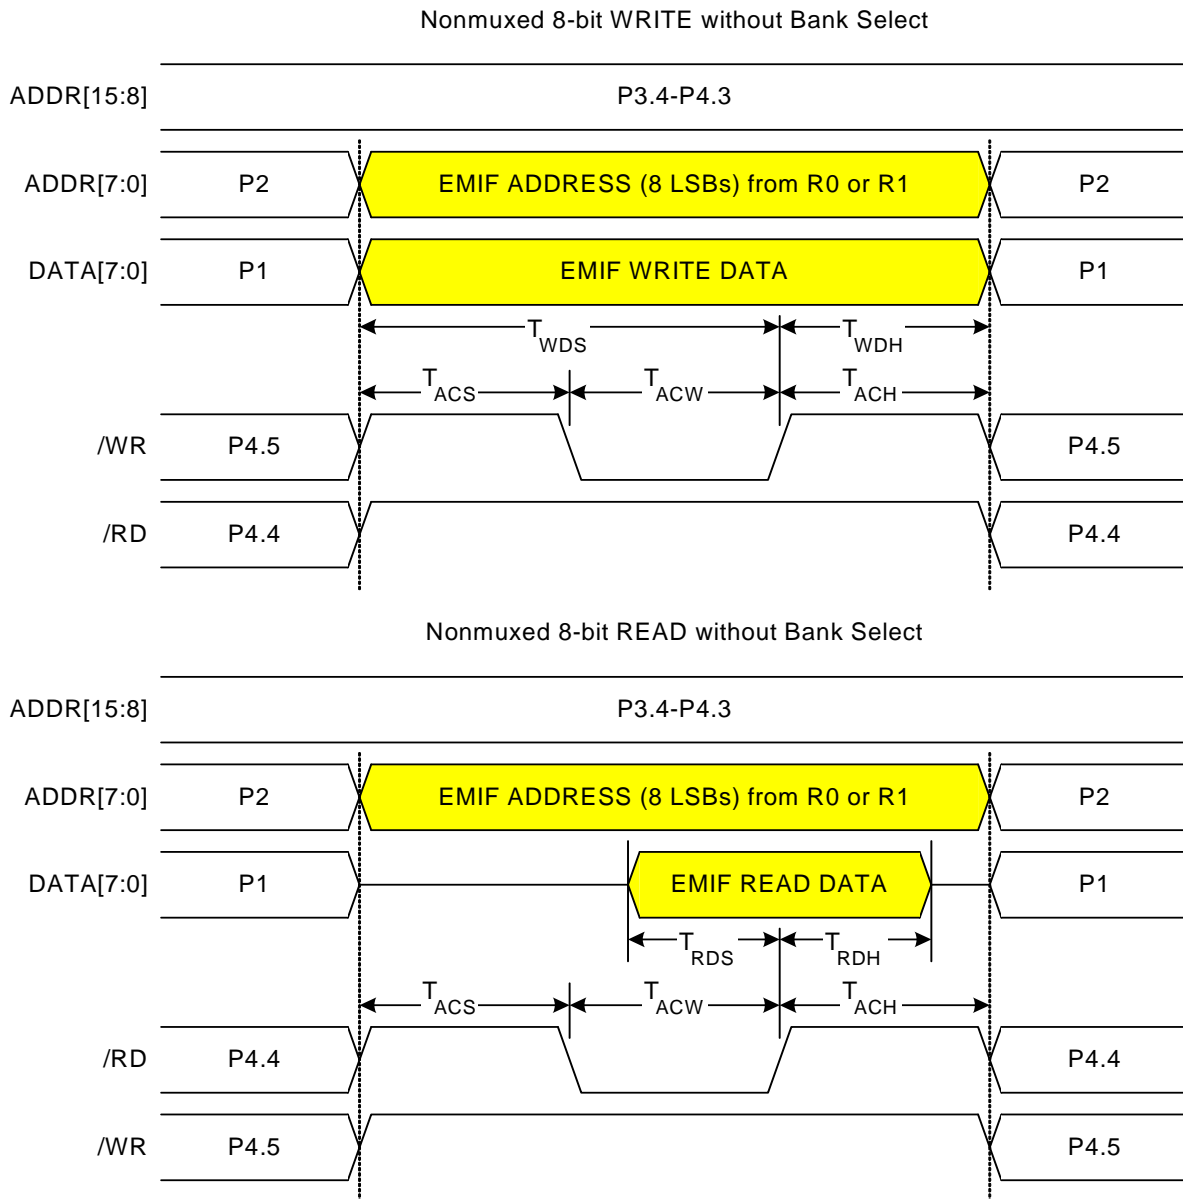 Nonmuxed 8-bit WRITE without Bank Select
ADDR[15:8] P3.4-P4.3
ADDR[7:0] P2 EMIF ADDRESS (8 LSBs) from R0 or R1 P2
DATA[7:0] P1 EMIF WRITE DATA P1
TWDS TWDH
TACS TACW TACH
/WR P4.5 P4.5
/RD P4.4 P4.4
Nonmuxed 8-bit READ without Bank Select
ADDR[15:8] P3.4-P4.3
ADDR[7:0] P2 EMIF ADDRESS (8 LSBs) from R0 or R1 P2
DATA[7:0] P1 EMIF READ DATA P1
TRDS TRDH
TACS TACW TACH
/RD P4.4 P4.4
/WR P4.5 P4.5